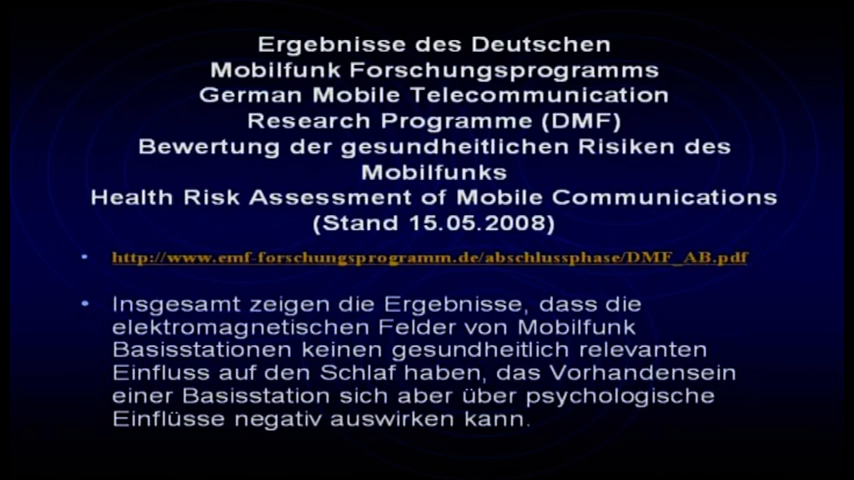 Ergebnisse des Deutschen
Mobilfunk Forschungsprogramms
German Mobile Telecommunication
Research Programme (DMF)
Bewertung der gesundheitlichen Risiken des
Mobilfunks
Health Risk Assessment of Mobile Communications
(Stand 15.05.2008)
• http://www.emf-forschungsprogramm.de/abschlussphase/DMF_AB.pdf
• Insgesamt zeigen die Ergebnisse, dass die
elektromagnetischen Felder von Mobilfunk
Basisstationen keinen gesundheitlich relevanten
Einfluss auf den Schlaf haben, das Vorhandensein
einer Basisstation sich aber über psychologische
Einflüsse negativ auswirken kann.